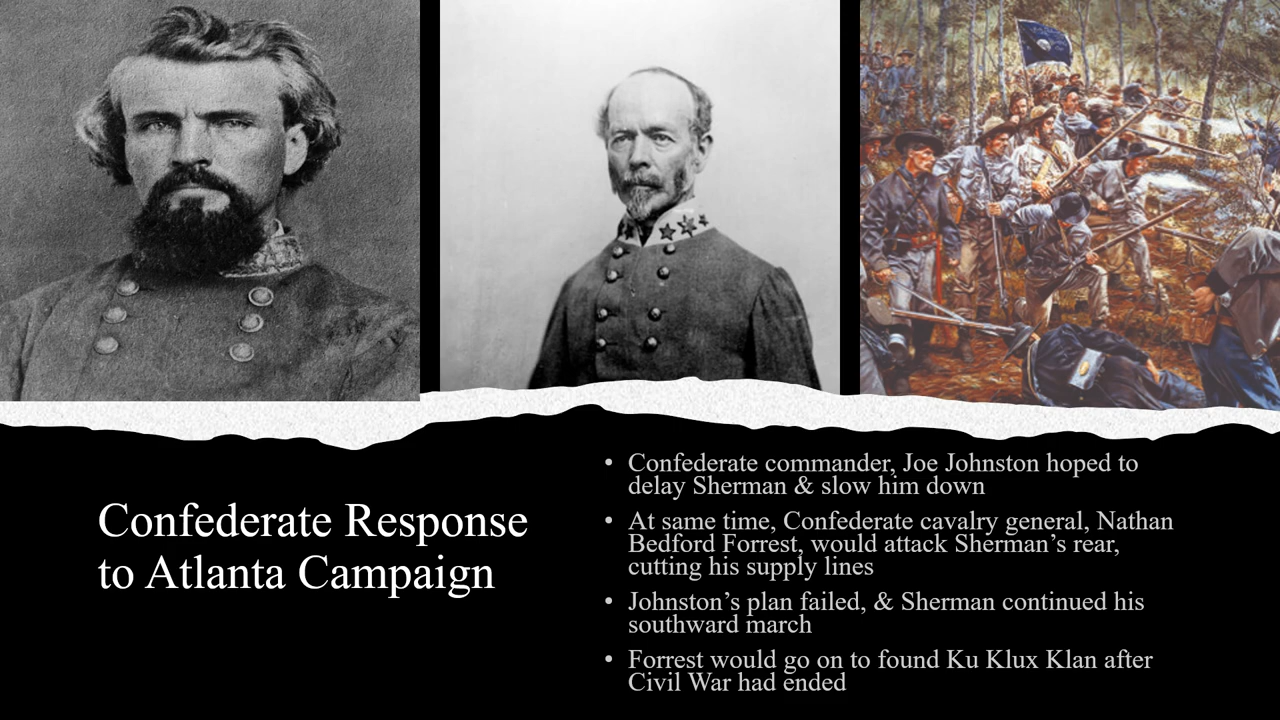 Confederate Response
to Atlanta Campaign
• Confederate commander, Joe Johnston hoped to
delay Sherman & slow him down
• At same time, Confederate cavalry general, Nathan
Bedford Forrest, would attack Sherman’s rear,
cutting his supply lines
• Johnston’s plan failed, & Sherman continued his
southward march
• Forrest would go on to found Ku Klux Klan after
Civil War had ended